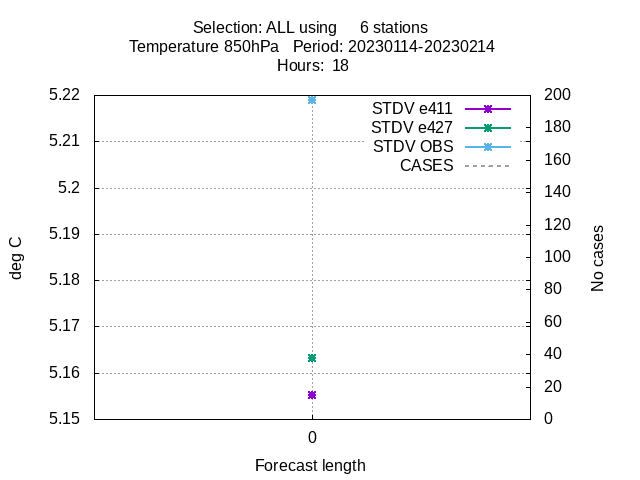 Selection: ALL using      6 stations
Temperature 850hPa   Period: 20230114-20230214
Hours:  18
5.22
5.21
5.2
5.19
5.18
5.17
5.16
5.15
deg C
STDV e411
STDV e427
STDV OBS
CASES
200
180
160
140
120
100
80
60
40
20
0
No cases
0
Forecast length